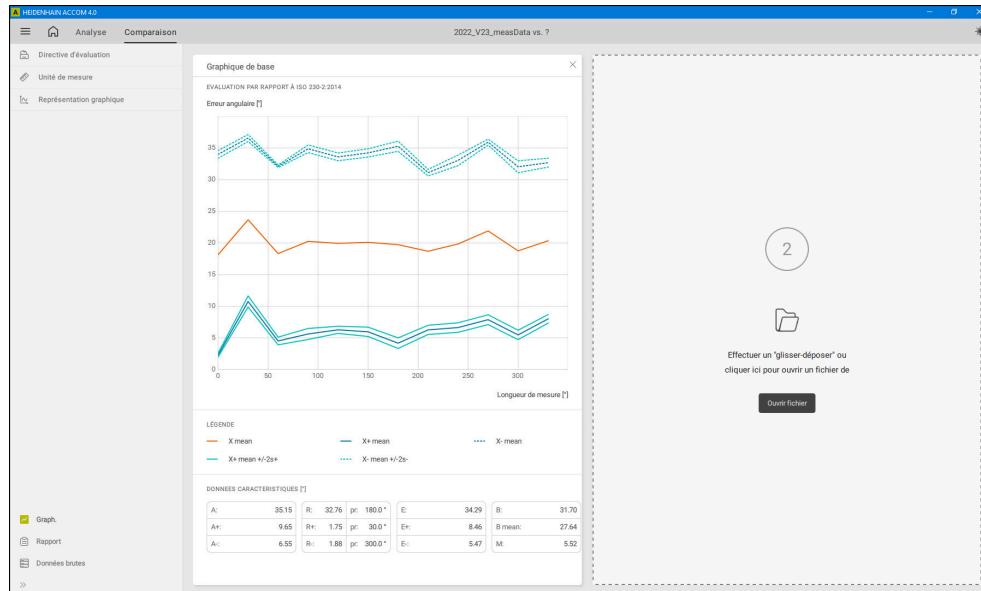 HEIDENHAIN ACCOM 4.0
Analyse
Comparaison
2022_V23_measData vs. ?
Directive d'évaluation
Unité de mesure
Représentation graphique
Graphique de base
EVALUATION PAR RAPPORT À ISO 230-2:2014
Erreur angulaire ["]
35
30
25
20
15
10
5
0
0 50 100 150 200 250 300
Longueur de mesure [°]
LÉGENDE
X mean X+ mean X- mean
X+ mean +/-2s+ X- mean +/-2s-
DONNEES CARACTERISTIQUES ["]
A: 35.15 R: 32.76 pr: 180.0 ° E: 34.29 B: 31.70
A+: 9.65 R+: 1.75 pr: 30.0 ° E+: 8.46 B mean: 27.64
A-: 6.55 R-: 1.88 pr: 300.0 ° E-: 5.47 M: 5.52
2
Effectuer un "glisser-déposer" ou
cliquer ici pour ouvrir un fichier de
Ouvrir fichier
Graph.
Rapport
Données brutes